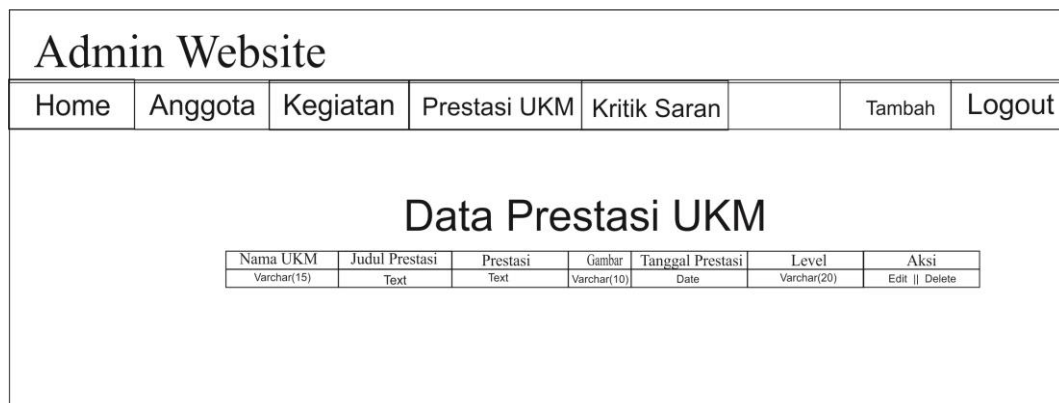 Admin Website
Home Anggota Kegiatan Prestasi UKM Kritik Saran Tambah Logout
Data Prestasi UKM
Nama UKM Judul Prestasi Prestasi Gambar Tanggal Prestasi Level Aksi
Varchar(15) Text Text Varchar(10) Date Varchar(20) Edit || Delete